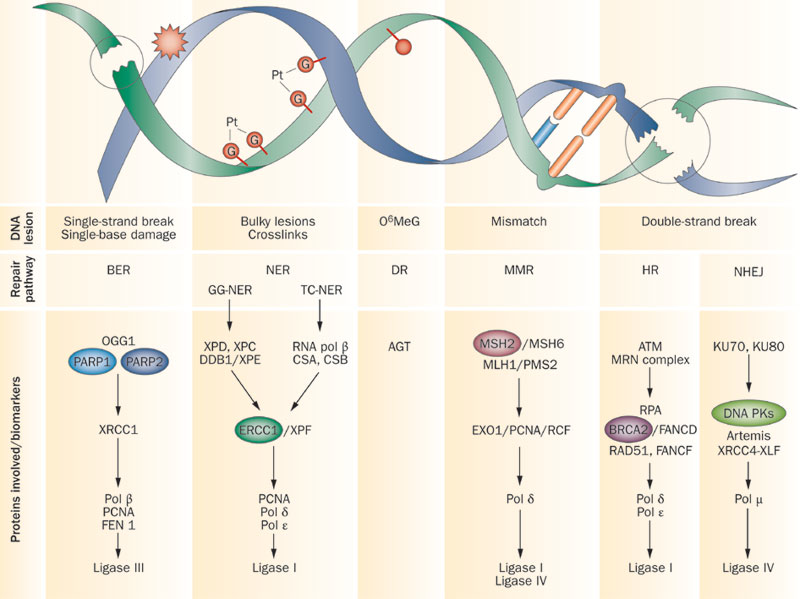 Pt
G
G
Pt
G
G
DNA
lesion
Single-strand break
Single-base damage
Bulky lesions
Crosslinks
O⁶MeG
Mismatch
Double-strand break
Repair
pathway
BER
NER
GG-NER
TC-NER
DR
MMR
HR
NHEJ
Proteins involved/biomarkers
OGG1
PARP1 PARP2
XRCC1
Pol β
PCNA
FEN 1
Ligase III
XPD, XPC
DDB1/XPE
RNA pol β
CSA, CSB
ERCC1/XPF
PCNA
Pol δ
Pol ε
Ligase I
AGT
MSH2/MSH6
MLH1/PMS2
EXO1/PCNA/RCF
Pol δ
Ligase I
Ligase IV
ATM
MRN complex
RPA
BRCA2/FANCD
RAD51, FANCF
Pol δ
Pol ε
Ligase I
KU70, KU80
DNA PKs
Artemis
XRCC4-XLF
Pol μ
Ligase IV